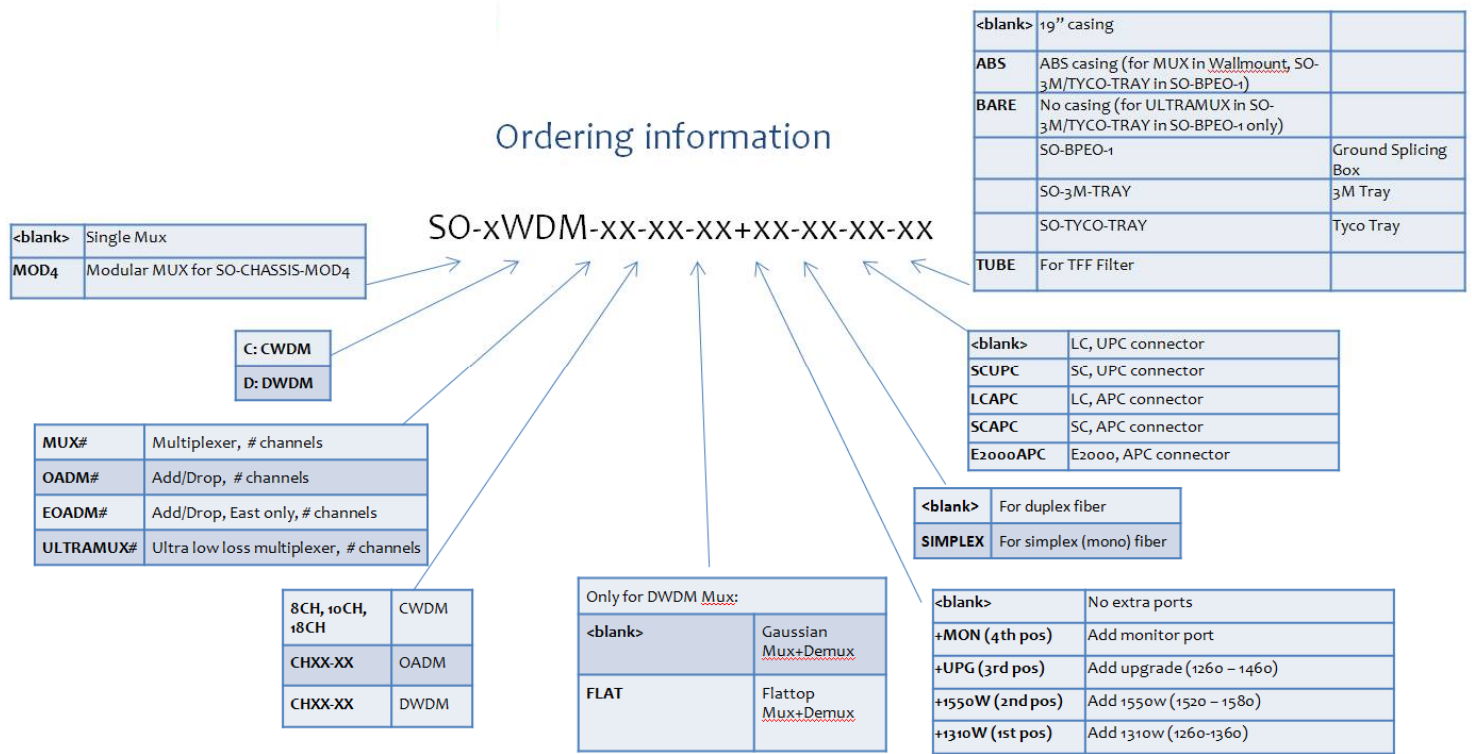 Ordering information
SO-xWDM-xx-xx-xx+xx-xx-xx-xx
<blank> Single Mux
MOD4 Modular MUX for SO-CHASSIS-MOD4
C: CWDM
D: DWDM
MUX# Multiplexer, # channels
OADM# Add/Drop, # channels
EOADM# Add/Drop, East only, # channels
ULTRAMUX# Ultra low loss multiplexer, # channels
8CH, 10CH, CWDM
18CH
CHXX-XX OADM
CHXX-XX DWDM
Only for DWDM Mux:
<blank> Gaussian
Mux+Demux
FLAT Flattop
Mux+Demux
<blank> No extra ports
+MON (4th pos) Add monitor port
+UPG (3rd pos) Add upgrade (1260 – 1460)
+1550W (2nd pos) Add 1550w (1520 – 1580)
+1310W (1st pos) Add 1310w (1260-1360)
<blank> For duplex fiber
SIMPLEX For simplex (mono) fiber
<blank> LC, UPC connector
SCUPC SC, UPC connector
LCAPC LC, APC connector
SCAPC SC, APC connector
E2000APC E2000, APC connector
<blank> 19” casing
ABS ABS casing (for MUX in Wallmount, SO-
3M/TYCO-TRAY in SO-BPEO-1)
BARE No casing (for ULTRAMUX in SO-
3M/TYCO-TRAY in SO-BPEO-1 only)
SO-BPEO-1 Ground Splicing
Box
SO-3M-TRAY 3M Tray
SO-TYCO-TRAY Tyco Tray
TUBE For TFF Filter